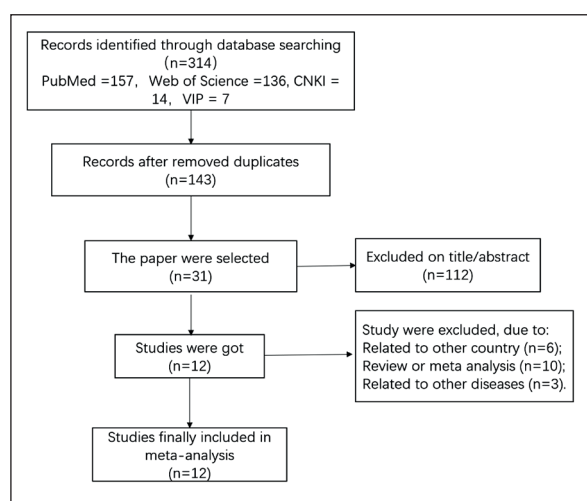 Records identified through database searching
(n=314)
PubMed =157, Web of Science =136, CNKI =
14, VIP = 7
Records after removed duplicates
(n=143)
The paper were selected
(n=31)
Excluded on title/abstract
(n=112)
Studies were got
(n=12)
Study were excluded, due to:
Related to other country (n=6);
Review or meta analysis (n=10);
Related to other diseases (n=3).
Studies finally included in
meta-analysis
(n=12)